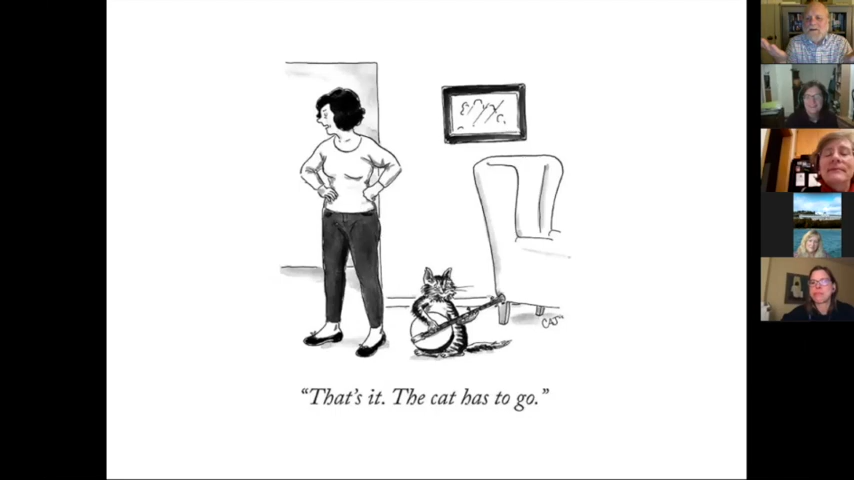 “That’s it. The cat has to go.”